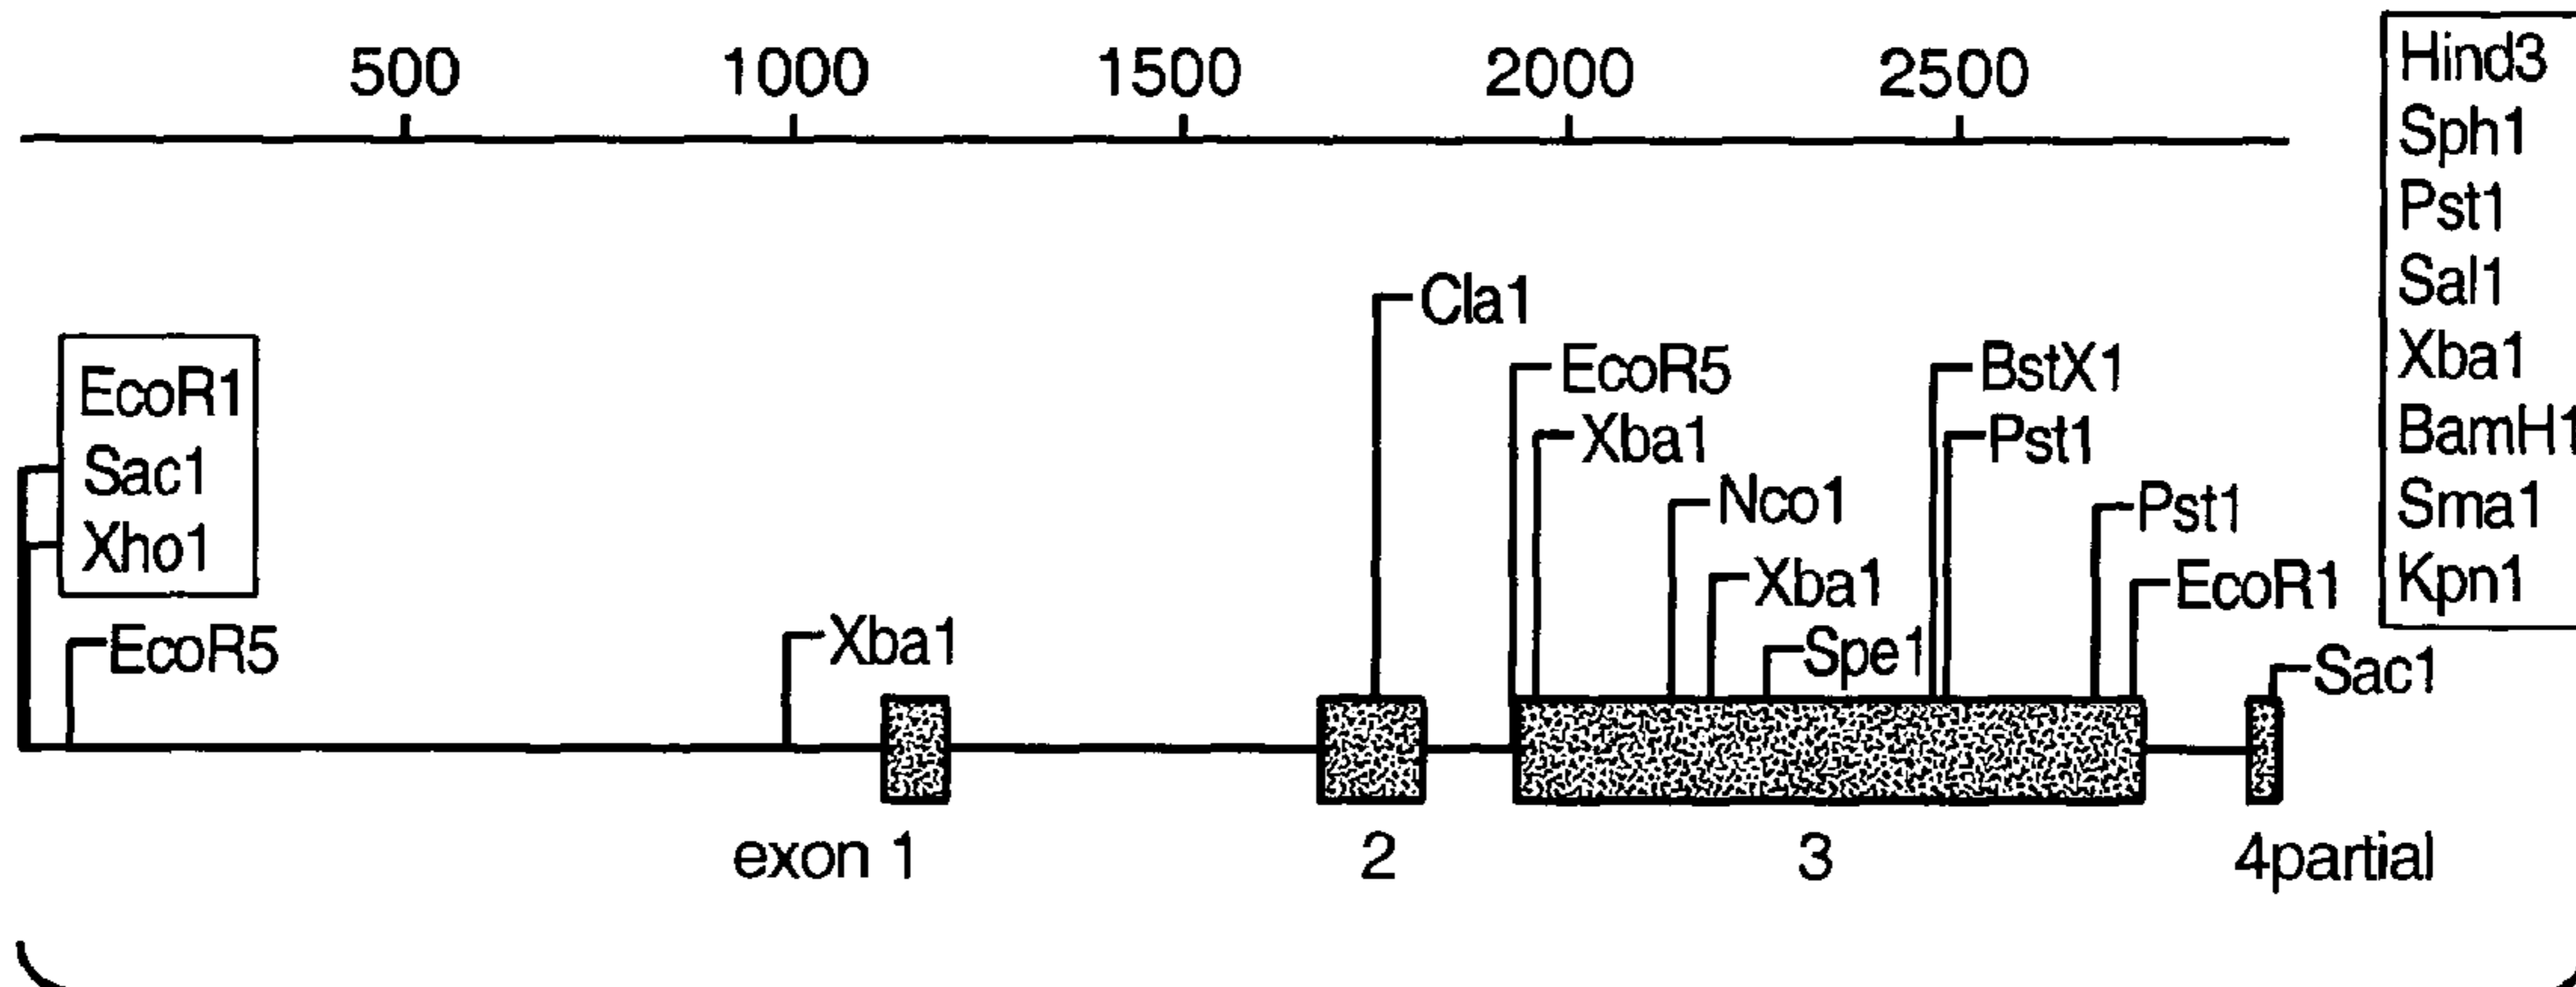 500
1000
1500
2000
2500
Hind3
Sph1
Pst1
Sal1
Xba1
BamH1
Sma1
Kpn1
Cla1
EcoR5
Xba1
BstX1
Pst1
Nco1
Xba1
Spe1
Pst1
EcoR1
Sac1
EcoR1
Sac1
Xho1
EcoR5
Xba1
exon 1
2
3
4partial